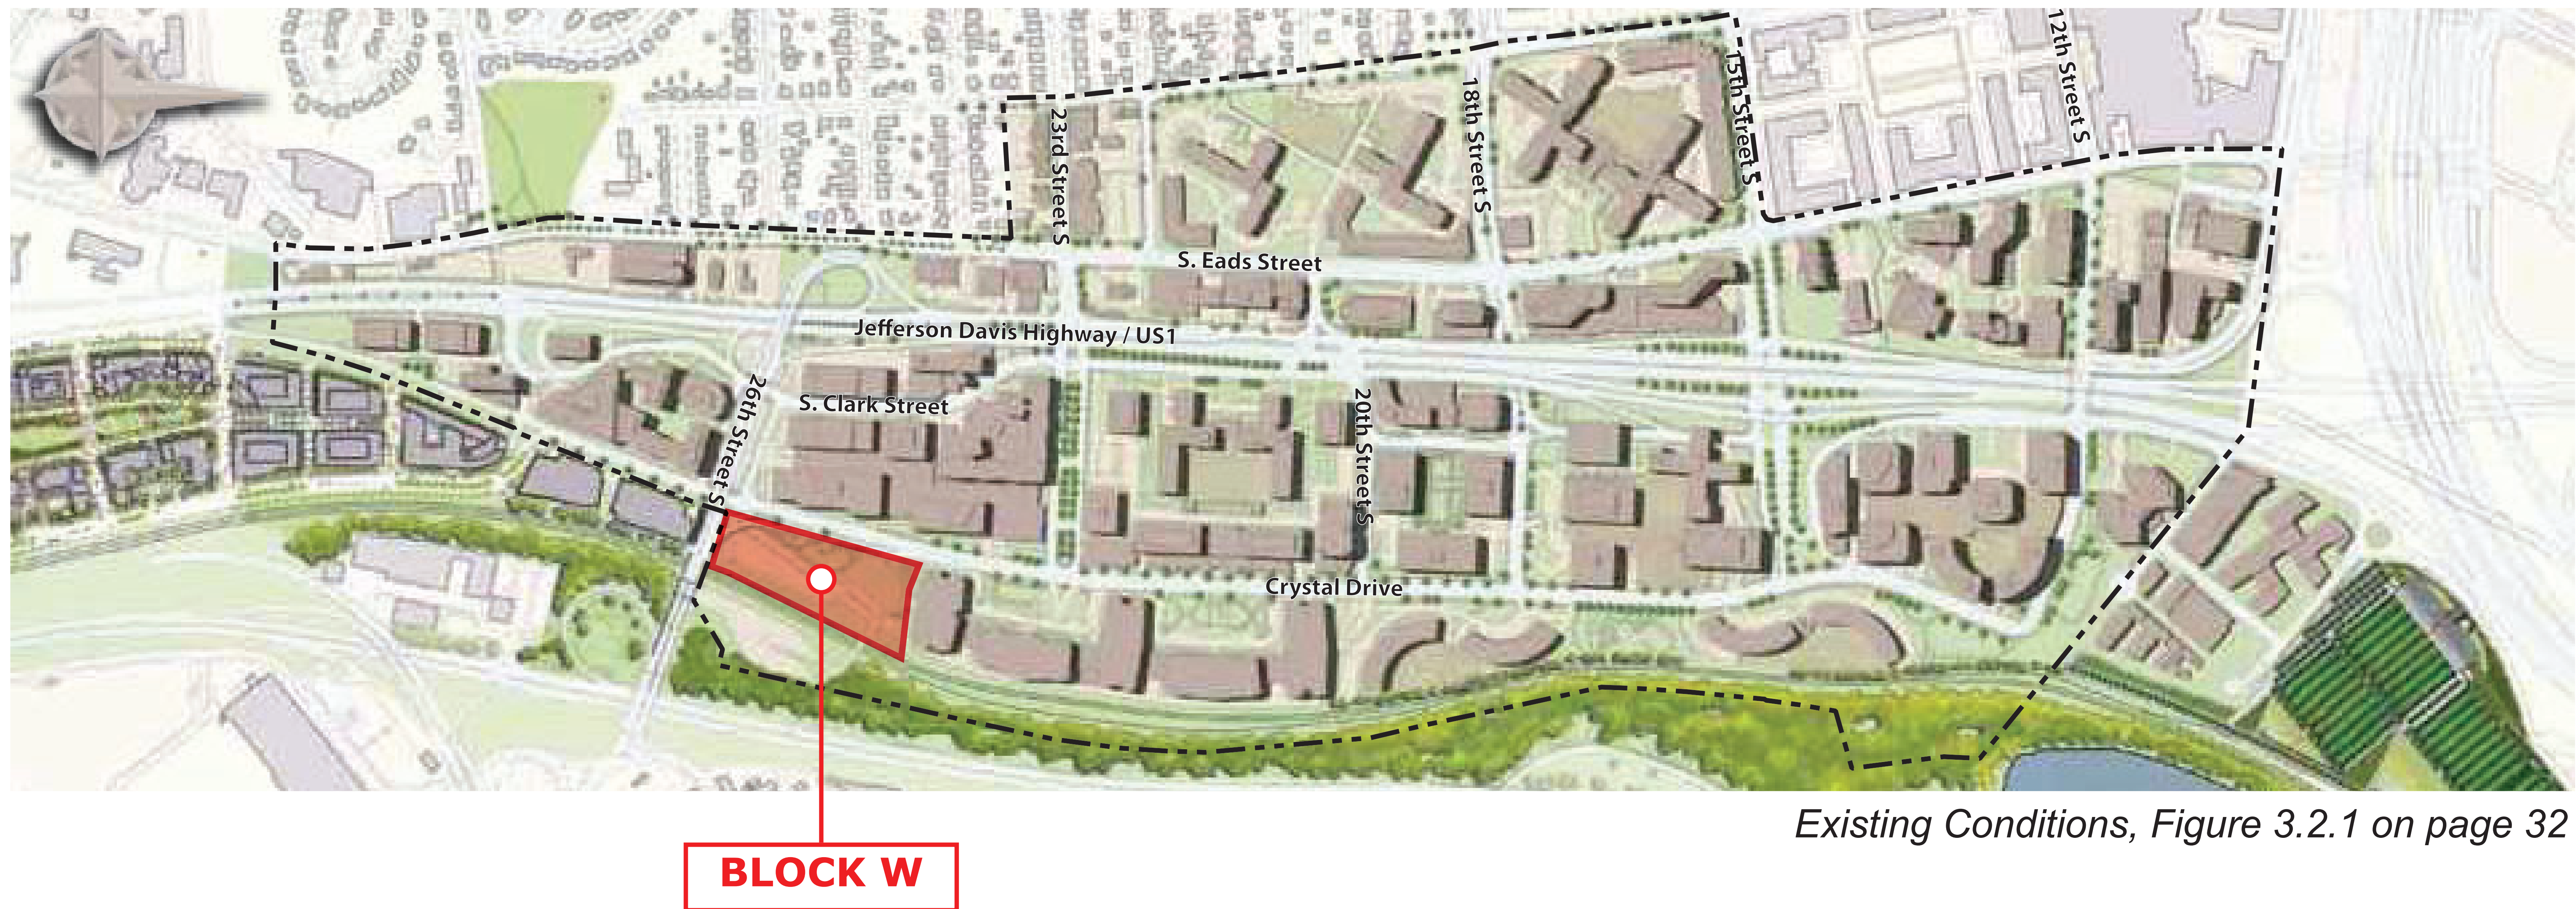 12th Street S
15th Street S
18th Street S
23rd Street S
S. Eads Street
Jefferson Davis Highway / US1
26th Street S
S. Clark Street
20th Street S
Crystal Drive
Existing Conditions, Figure 3.2.1 on page 32
BLOCK W